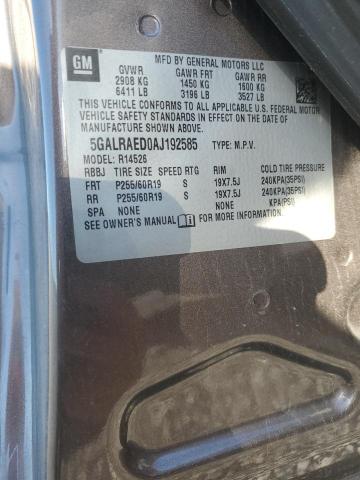 GM
MFD BY GENERAL MOTORS LLC
GVWR GAWR FRT GAWR RR
2908 KG 1450 KG 1600 KG
6411 LB 3196 LB 3527 LB
THIS VEHICLE CONFORMS TO ALL APPLICABLE U.S. FEDERAL MOTOR
VEHICLE SAFETY STANDARDS IN EFFECT ON THE DATE OF
MANUFACTURE SHOWN ABOVE.
5GALRAED0AJ192585 TYPE: M.P.V.
MODEL: R14526
RBBJ TIRE SIZE SPEED RTG RIM COLD TIRE PRESSURE
FRT P255/60R19 S 19X7.5J 240KPA(35PSI)
RR P255/60R19 S 19X7.5J 240KPA(35PSI)
SPA NONE NONE KPA(PSI)
SEE OWNER'S MANUAL FOR ADDITIONAL INFORMATION.